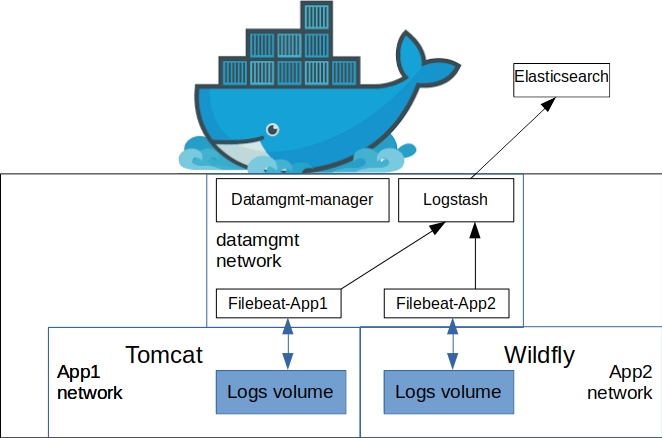 Elasticsearch
Datamgmt-manager
Logstash
datamgmt
network
Filebeat-App1
Filebeat-App2
Tomcat
Wildfly
App1
network
Logs volume
Logs volume
App2
network